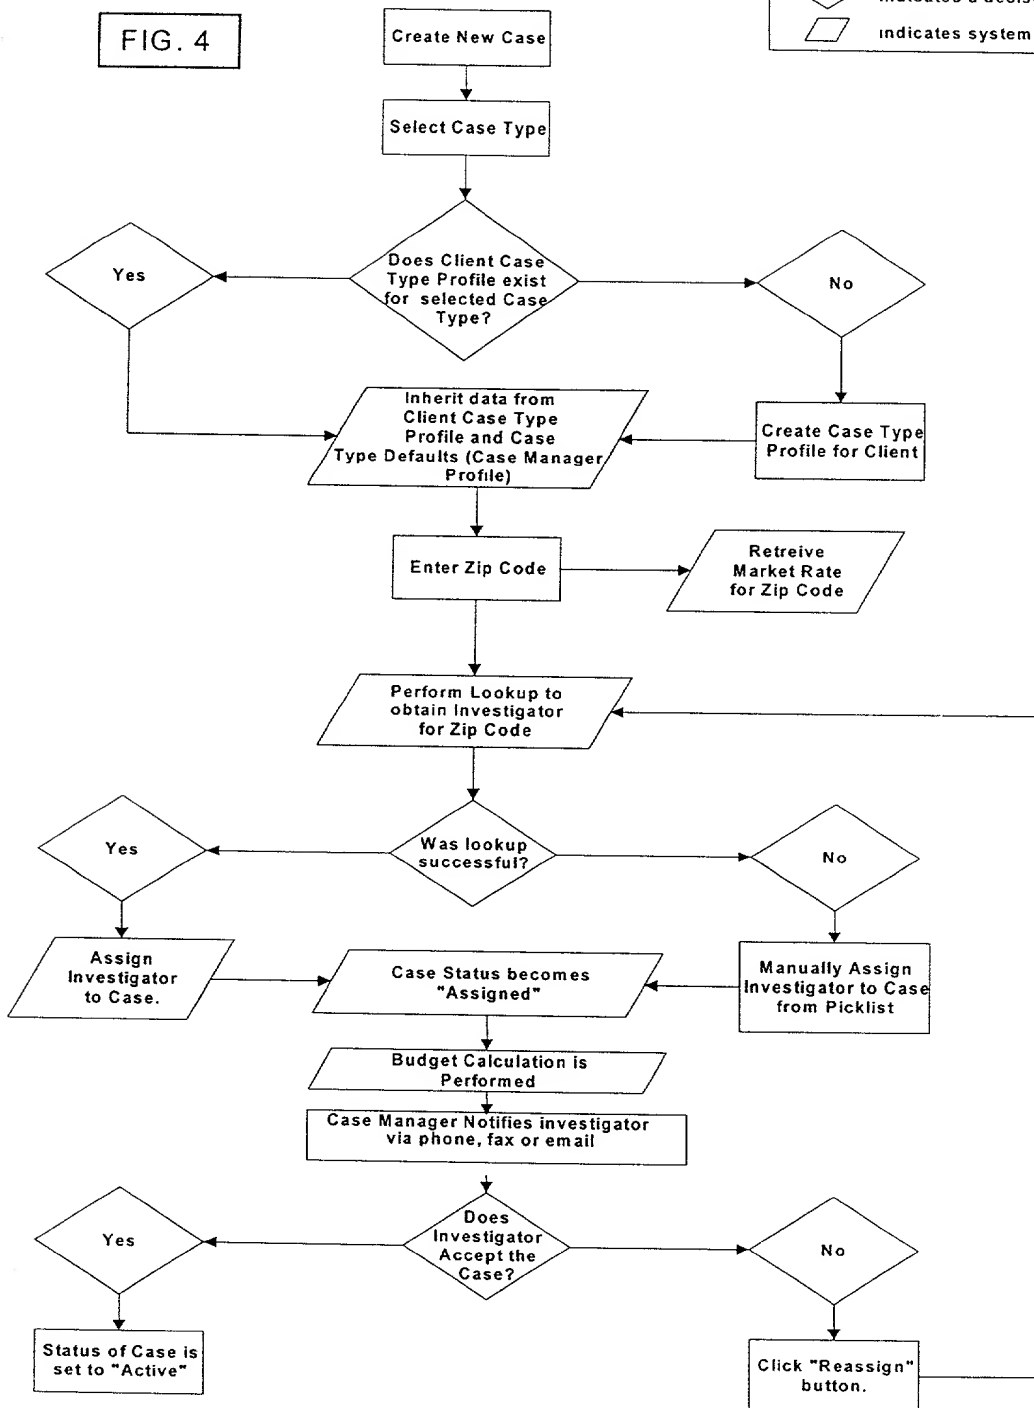 indicates a decis
FIG. 4
Create New Case
indicates system
Select Case Type
Does Client Case
Type Profile exist
for selected Case
Type?
Yes
No
Inherit data from
Client Case Type
Profile and Case
Type Defaults (Case Manager
Profile)
Create Case Type
Profile for Client
Enter Zip Code
Retreive
Market Rate
for Zip Code
Perform Lookup to
obtain Investigator
for Zip Code
Was lookup
successful?
Yes
No
Assign
Investigator
to Case.
Case Status becomes
"Assigned"
Manually Assign
Investigator to Case
from Picklist
Budget Calculation is
Performed
Case Manager Notifies investigator
via phone, fax or email
Does
Investigator
Accept the
Case?
Yes
No
Status of Case is
set to "Active"
Click "Reassign"
button.